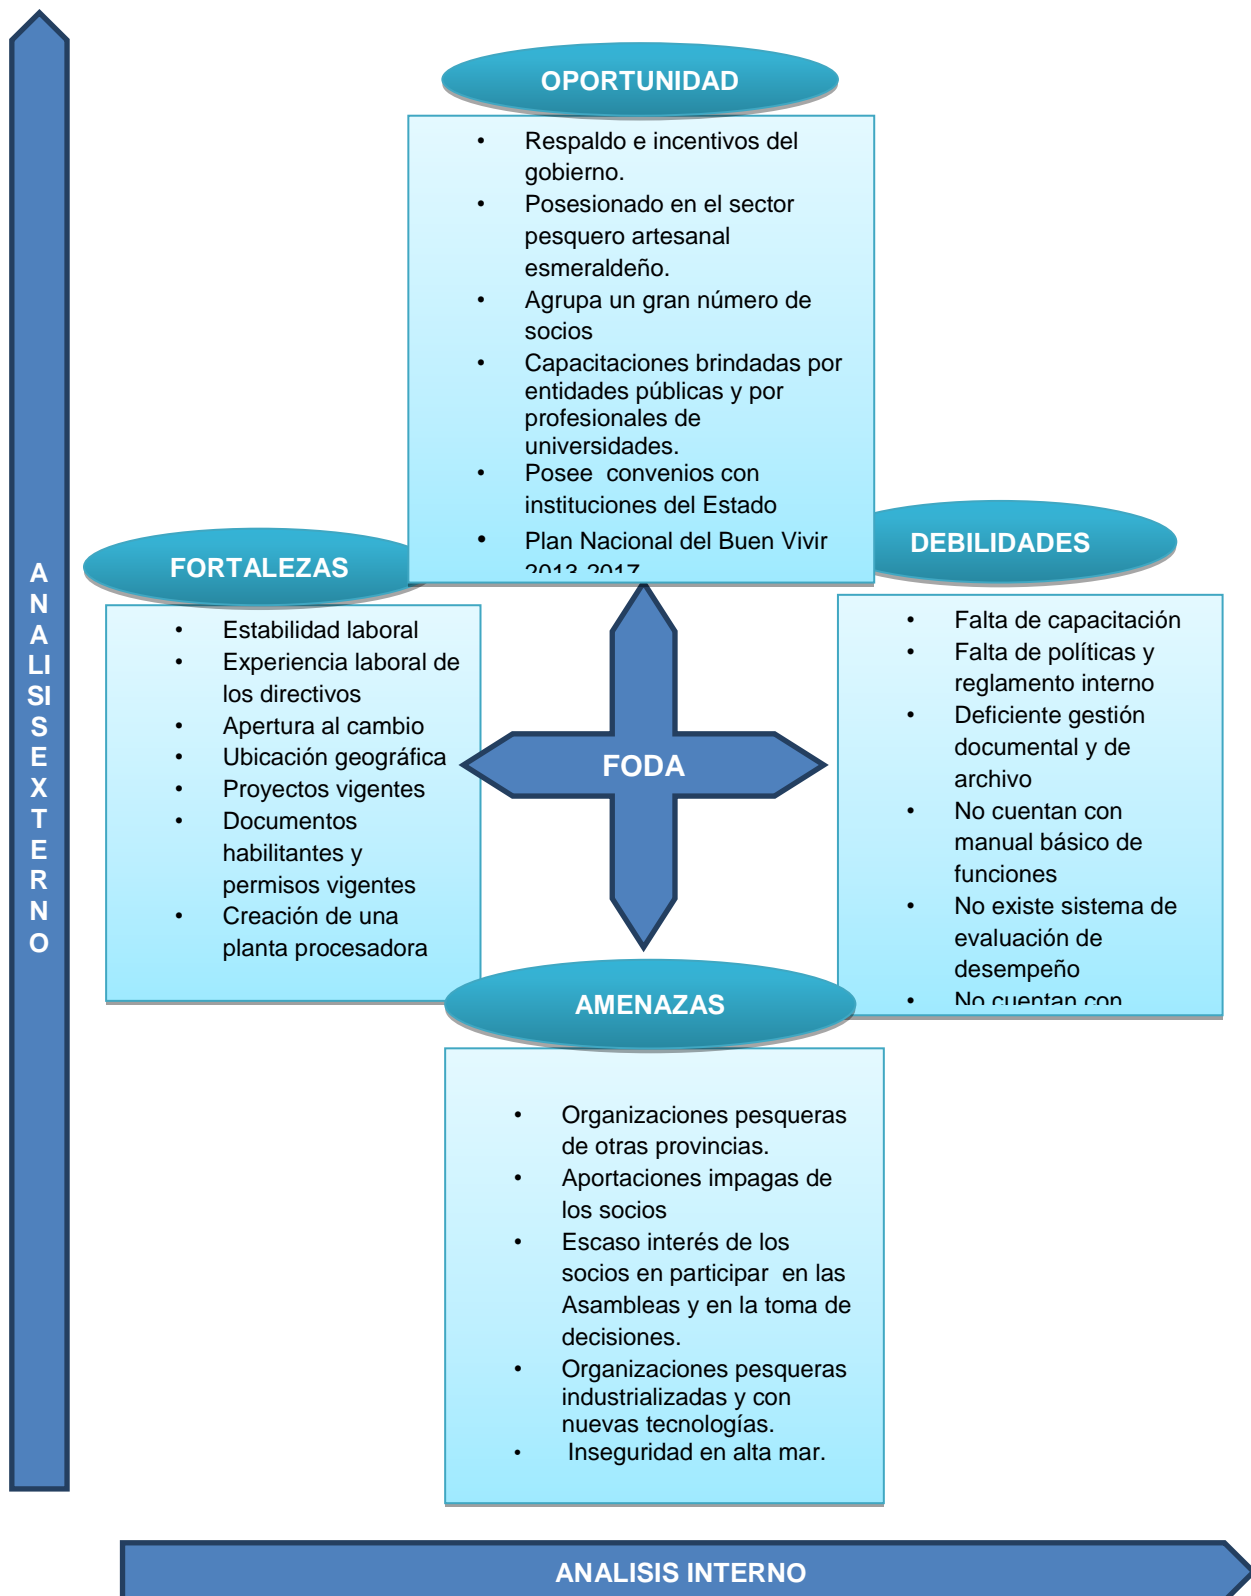 OPORTUNIDAD
• Respaldo e incentivos del
gobierno.
• Posesionado en el sector
pesquero artesanal
esmeraldeño.
• Agrupa un gran número de
socios
• Capacitaciones brindadas por
entidades públicas y por
profesionales de
universidades.
• Posee  convenios con
instituciones del Estado
• Plan Nacional del Buen Vivir
2013-2017
FORTALEZAS
• Estabilidad laboral
• Experiencia laboral de
los directivos
• Apertura al cambio
• Ubicación geográfica
• Proyectos vigentes
• Documentos
habilitantes y
permisos vigentes
• Creación de una
planta procesadora
FODA
DEBILIDADES
• Falta de capacitación
• Falta de políticas y
reglamento interno
• Deficiente gestión
documental y de
archivo
• No cuentan con
manual básico de
funciones
• No existe sistema de
evaluación de
desempeño
• No cuentan con
AMENAZAS
• Organizaciones pesqueras
de otras provincias.
• Aportaciones impagas de
los socios
• Escaso interés de los
socios en participar  en las
Asambleas y en la toma de
decisiones.
• Organizaciones pesqueras
industrializadas y con
nuevas tecnologías.
• Inseguridad en alta mar.
A
N
A
LI
SI
S
E
X
T
E
R
N
O
ANALISIS INTERNO